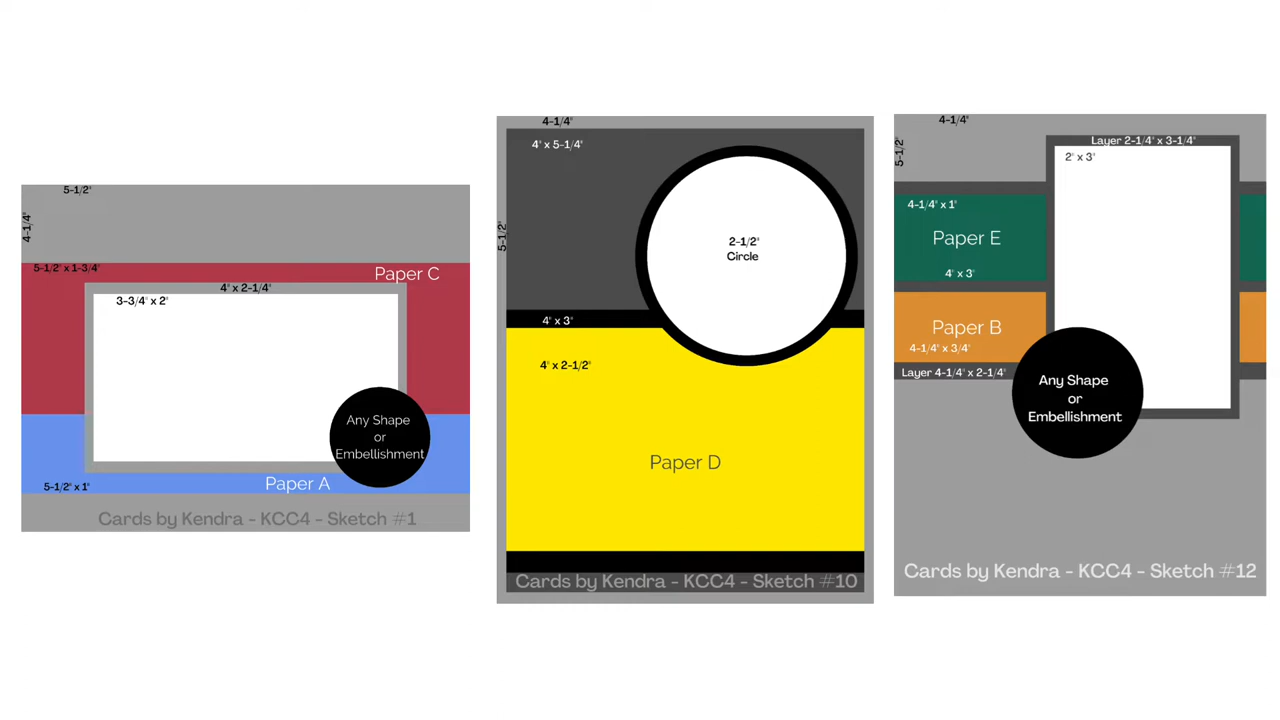 5-1/2"
4-1/4"
5-1/2" x 1-3/4"
Paper C
4" x 2-1/4"
3-3/4" x 2"
Any Shape
or
Embellishment
Paper A
5-1/2" x 1"
Cards by Kendra - KCC4 - Sketch #1
4-1/4"
4" x 5-1/4"
5-1/2"
2-1/2"
Circle
4" x 3"
4" x 2-1/2"
Paper D
Cards by Kendra - KCC4 - Sketch #10
4-1/4"
5-1/2"
Layer 2-1/4" x 3-1/4"
2" x 3"
4-1/4" x 1"
Paper E
4" x 3"
Paper B
4-1/4" x 3/4"
Layer 4-1/4" x 2-1/4"
Any Shape
or
Embellishment
Cards by Kendra - KCC4 - Sketch #12